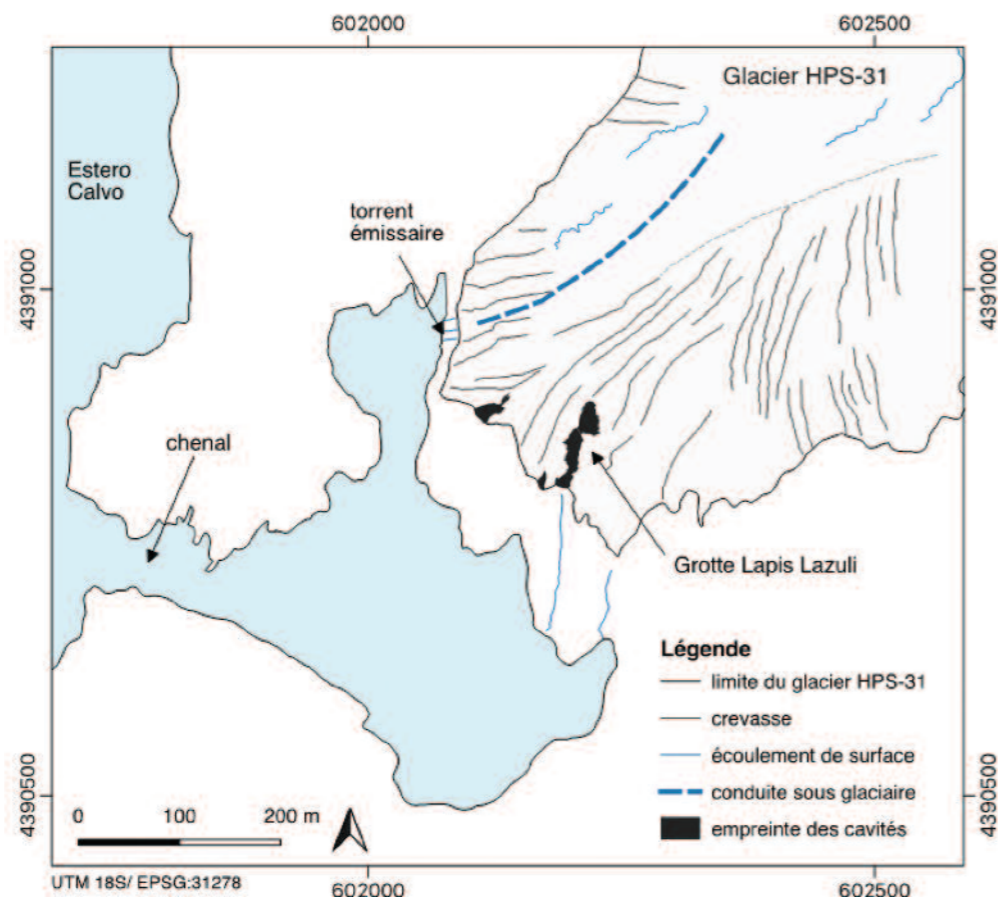 602000
602500
Glacier HPS-31
Estero
Calvo
torrent
émissaire
4391000
4391000
chenal
Grotte Lapis Lazuli
Légende
limite du glacier HPS-31
crevasse
écoulement de surface
conduite sous glaciaire
empreinte des cavités
4390500
4390500
0
100
200 m
UTM 18S/ EPSG:31278
602000
602500